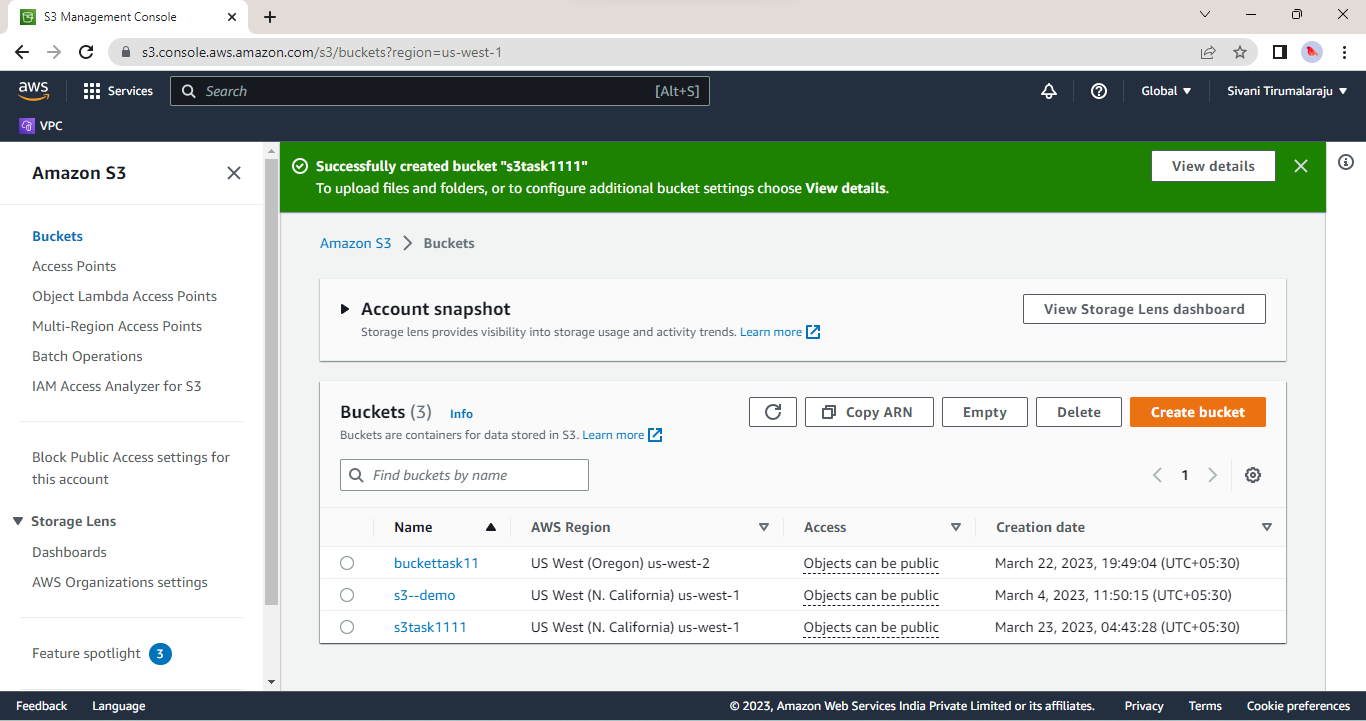 S3 Management Console
s3.console.aws.amazon.com/s3/buckets?region=us-west-1
aws Services Search [Alt+S] Global Sivani Tirumalaraju
VPC
Amazon S3
Buckets
Access Points
Object Lambda Access Points
Multi-Region Access Points
Batch Operations
IAM Access Analyzer for S3
Block Public Access settings for
this account
Storage Lens
Dashboards
AWS Organizations settings
Feature spotlight 3
Successfully created bucket "s3task1111"
To upload files and folders, or to configure additional bucket settings choose View details.
View details
Amazon S3 Buckets
Account snapshot
Storage lens provides visibility into storage usage and activity trends. Learn more
View Storage Lens dashboard
Buckets (3) Info
Buckets are containers for data stored in S3. Learn more
Copy ARN Empty Delete Create bucket
Find buckets by name
1
Name AWS Region Access Creation date
buckettask11 US West (Oregon) us-west-2 Objects can be public March 22, 2023, 19:49:04 (UTC+05:30)
s3--demo US West (N. California) us-west-1 Objects can be public March 4, 2023, 11:50:15 (UTC+05:30)
s3task1111 US West (N. California) us-west-1 Objects can be public March 23, 2023, 04:43:28 (UTC+05:30)
Feedback Language © 2023, Amazon Web Services India Private Limited or its affiliates. Privacy Terms Cookie preferences